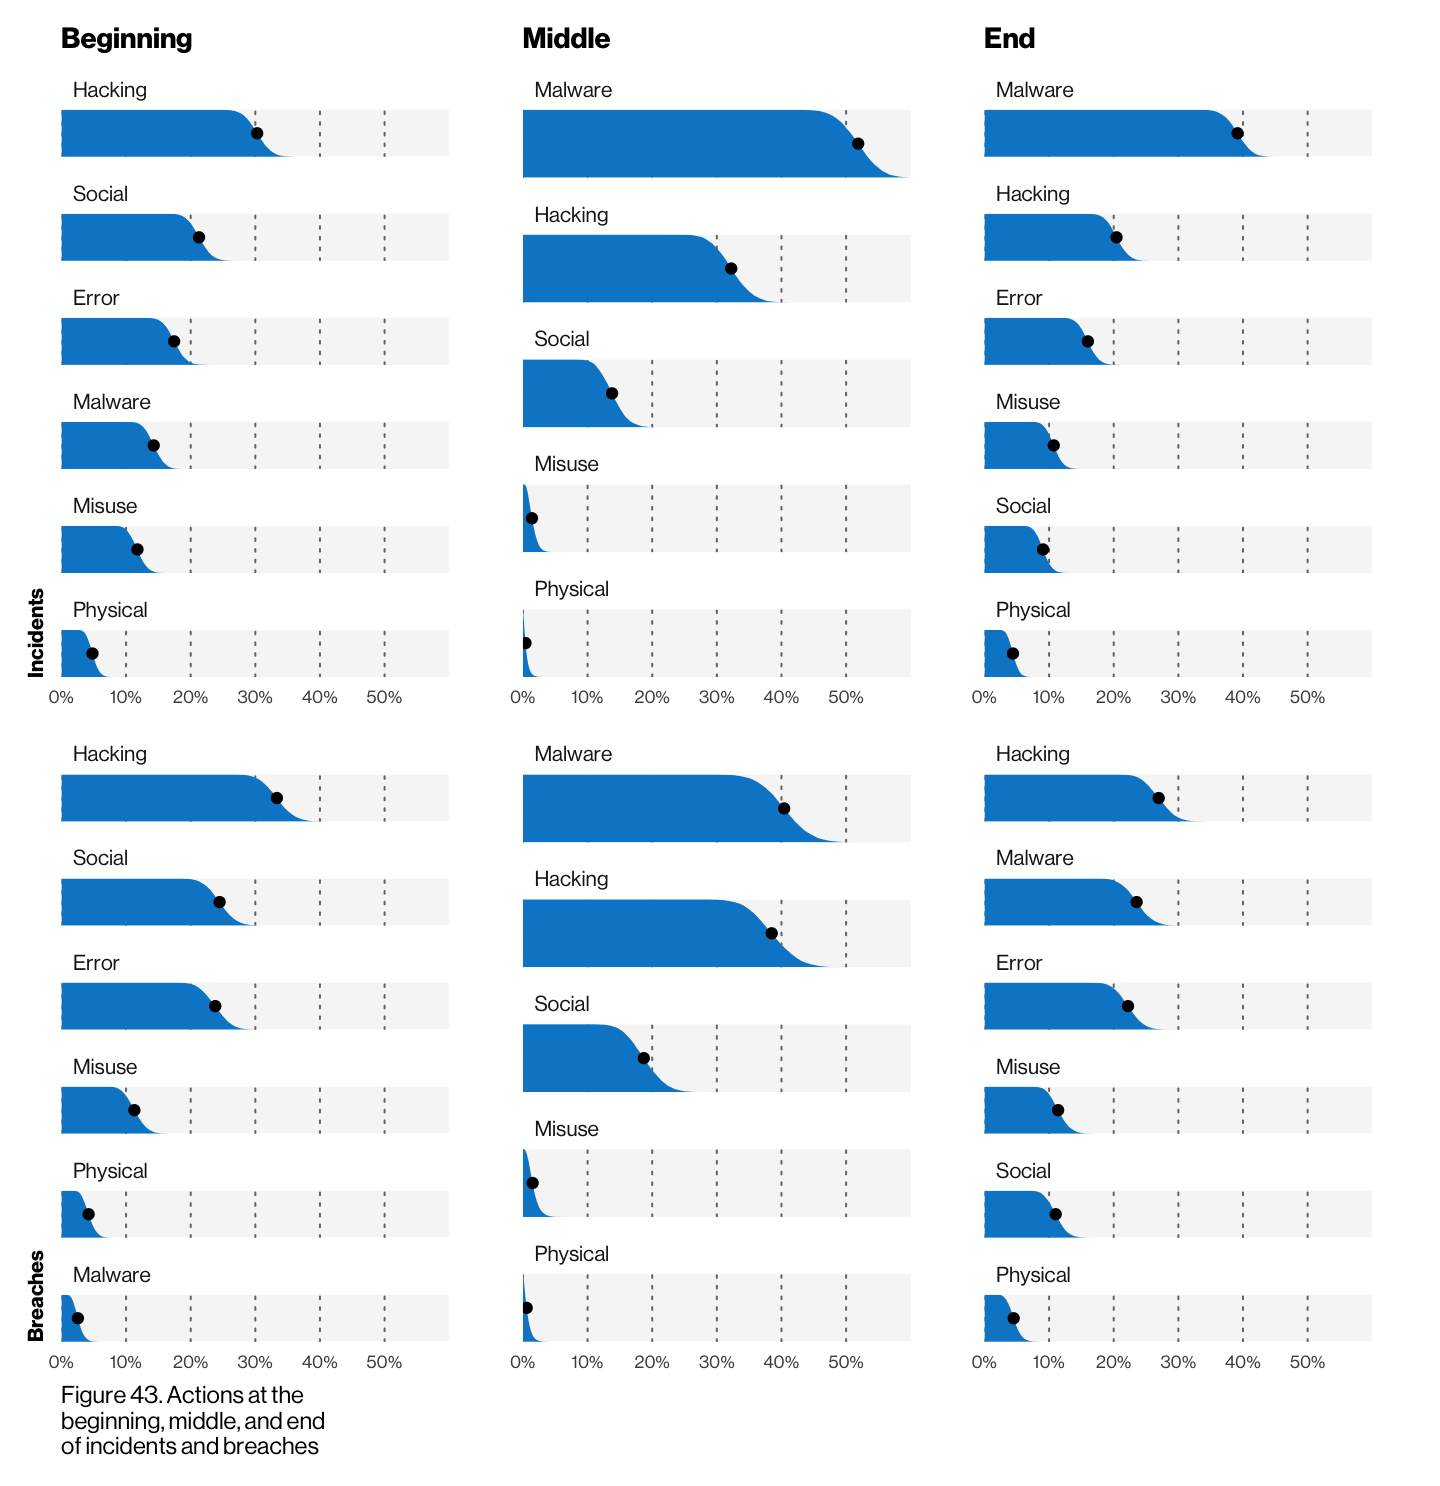 Beginning
Middle
End
Incidents
Hacking
Social
Error
Malware
Misuse
Physical
0% 10% 20% 30% 40% 50%
Malware
Hacking
Social
Misuse
Physical
0% 10% 20% 30% 40% 50%
Malware
Hacking
Error
Misuse
Social
Physical
0% 10% 20% 30% 40% 50%
Breaches
Hacking
Social
Error
Misuse
Physical
Malware
0% 10% 20% 30% 40% 50%
Malware
Hacking
Social
Misuse
Physical
0% 10% 20% 30% 40% 50%
Hacking
Malware
Error
Misuse
Social
Physical
0% 10% 20% 30% 40% 50%
Figure 43. Actions at the
beginning, middle, and end
of incidents and breaches